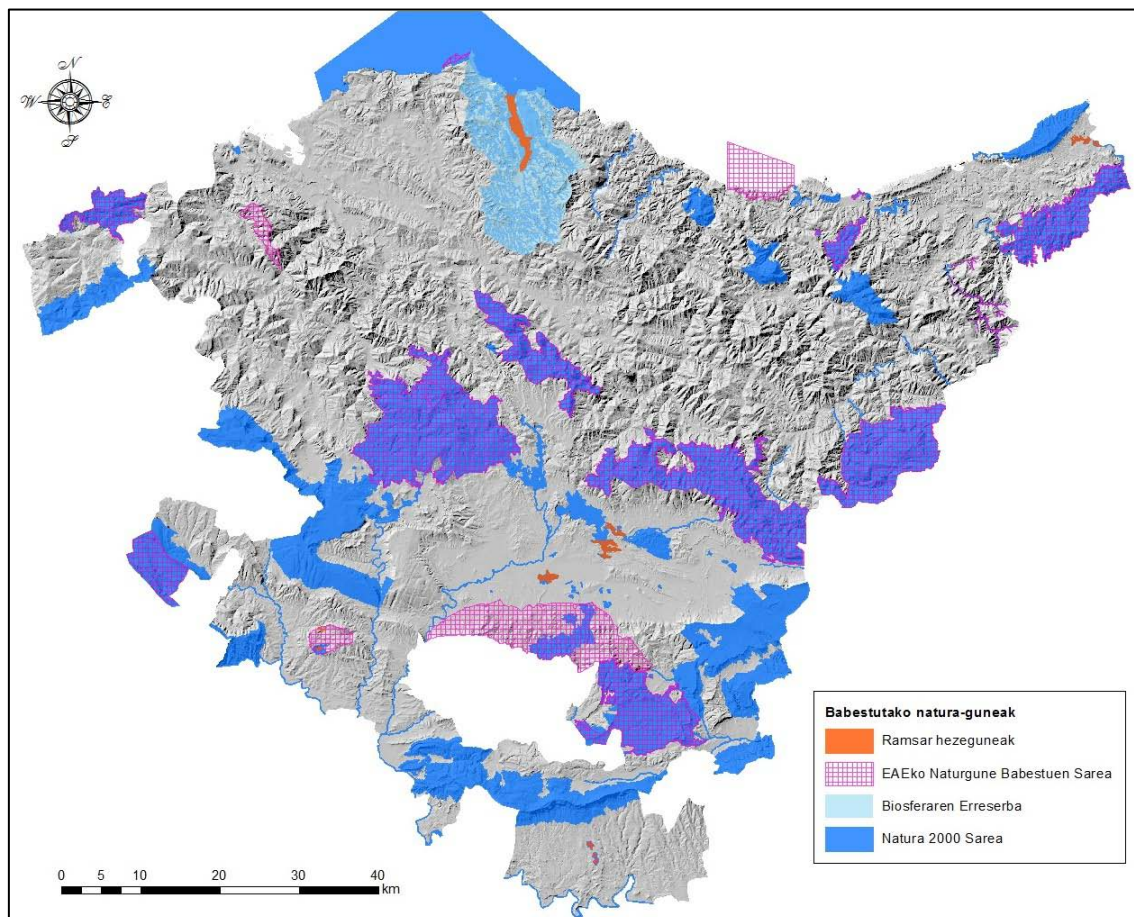 N
W E
S
Babestutako natura-guneak
Ramsar hezeguneak
EAEko Naturgune Babestuen Sarea
Biosferaren Erreserba
Natura 2000 Sarea
0 5 10 20 30 40
km